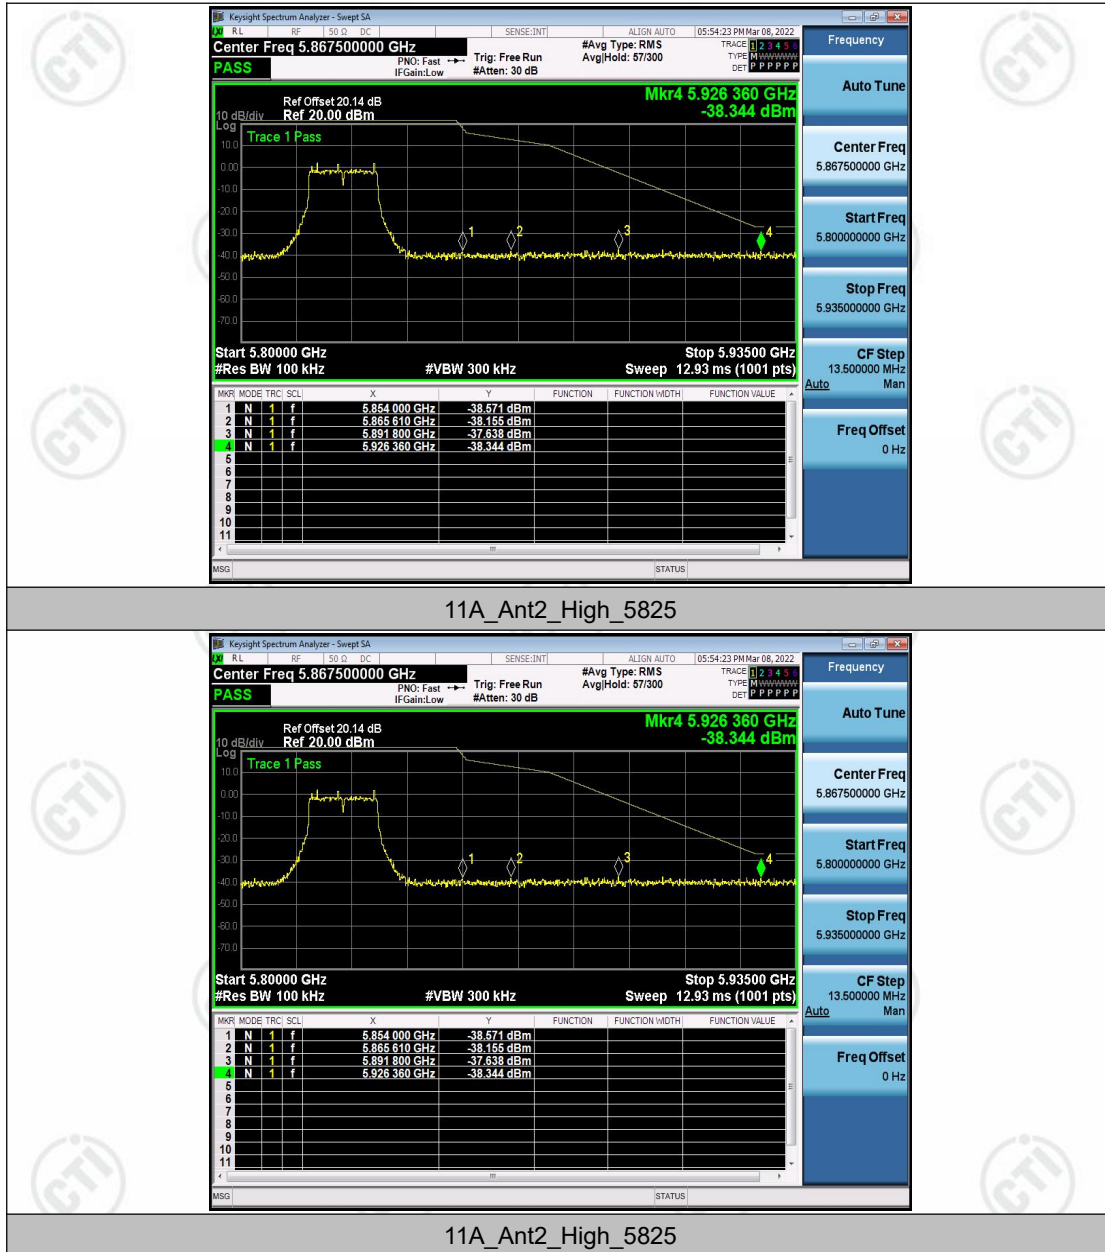 Keysight Spectrum Analyzer - Swept SA
RL RF 50 Ω DC SENSE:INT ALIGN AUTO 05:54:23 PM Mar 08, 2022
Center Freq 5.867500000 GHz #Avg Type: RMS TRACE 1 2 3 4 5 6
PASS PNO: Fast Trig: Free Run Avg|Hold: 57/300 TYPE M WWWWW
IFGain:Low #Atten: 30 dB DET P P P P P P
Frequency
Auto Tune
Center Freq
5.867500000 GHz
Start Freq
5.800000000 GHz
Stop Freq
5.935000000 GHz
CF Step
13.500000 MHz
Auto Man
Freq Offset
0 Hz
Mkr4 5.926 360 GHz
-38.344 dBm
Ref Offset 20.14 dB
10 dB/div Ref 20.00 dBm
Log
Trace 1 Pass
10.0
0.00
-10.0
-20.0
-30.0
-40.0
-50.0
-60.0
-70.0
1 2 3 4
Start 5.80000 GHz Stop 5.93500 GHz
#Res BW 100 kHz #VBW 300 kHz Sweep 12.93 ms (1001 pts)
MKR MODE TRC SCL X Y FUNCTION FUNCTION WIDTH FUNCTION VALUE
1 N 1 f 5.854 000 GHz -38.571 dBm
2 N 1 f 5.865 610 GHz -38.155 dBm
3 N 1 f 5.891 800 GHz -37.638 dBm
4 N 1 f 5.926 360 GHz -38.344 dBm
5
6
7
8
9
10
11
MSG STATUS
11A_Ant2_High_5825
Keysight Spectrum Analyzer - Swept SA
RL RF 50 Ω DC SENSE:INT ALIGN AUTO 05:54:23 PM Mar 08, 2022
Center Freq 5.867500000 GHz #Avg Type: RMS TRACE 1 2 3 4 5 6
PASS PNO: Fast Trig: Free Run Avg|Hold: 57/300 TYPE M WWWWW
IFGain:Low #Atten: 30 dB DET P P P P P P
Frequency
Auto Tune
Center Freq
5.867500000 GHz
Start Freq
5.800000000 GHz
Stop Freq
5.935000000 GHz
CF Step
13.500000 MHz
Auto Man
Freq Offset
0 Hz
Mkr4 5.926 360 GHz
-38.344 dBm
Ref Offset 20.14 dB
10 dB/div Ref 20.00 dBm
Log
Trace 1 Pass
10.0
0.00
-10.0
-20.0
-30.0
-40.0
-50.0
-60.0
-70.0
1 2 3 4
Start 5.80000 GHz Stop 5.93500 GHz
#Res BW 100 kHz #VBW 300 kHz Sweep 12.93 ms (1001 pts)
MKR MODE TRC SCL X Y FUNCTION FUNCTION WIDTH FUNCTION VALUE
1 N 1 f 5.854 000 GHz -38.571 dBm
2 N 1 f 5.865 610 GHz -38.155 dBm
3 N 1 f 5.891 800 GHz -37.638 dBm
4 N 1 f 5.926 360 GHz -38.344 dBm
5
6
7
8
9
10
11
MSG STATUS
11A_Ant2_High_5825
CTI
CTI
CTI
CTI
CTI
CTI
CTI
CTI